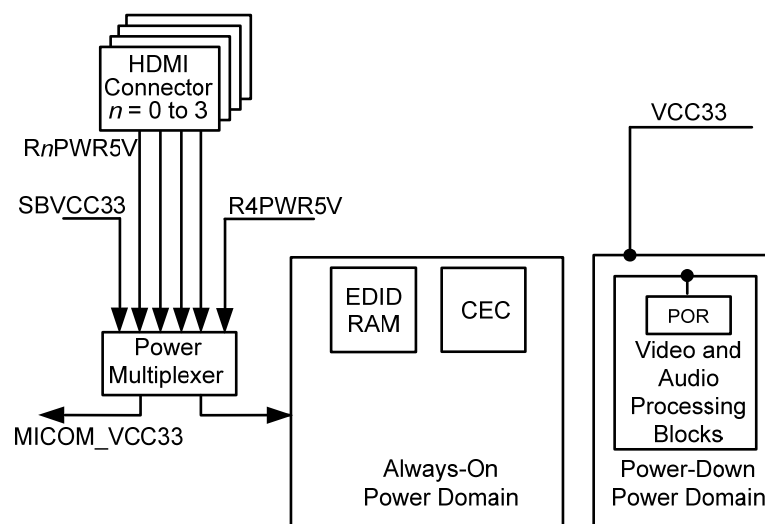 HDMI
Connector
n = 0 to 3
RnPWR5V
VCC33
SBVCC33
R4PWR5V
EDID
RAM
CEC
POR
Power
Multiplexer
Video and
Audio
Processing
Blocks
MICOM_VCC33
Always-On
Power Domain
Power-Down
Power Domain